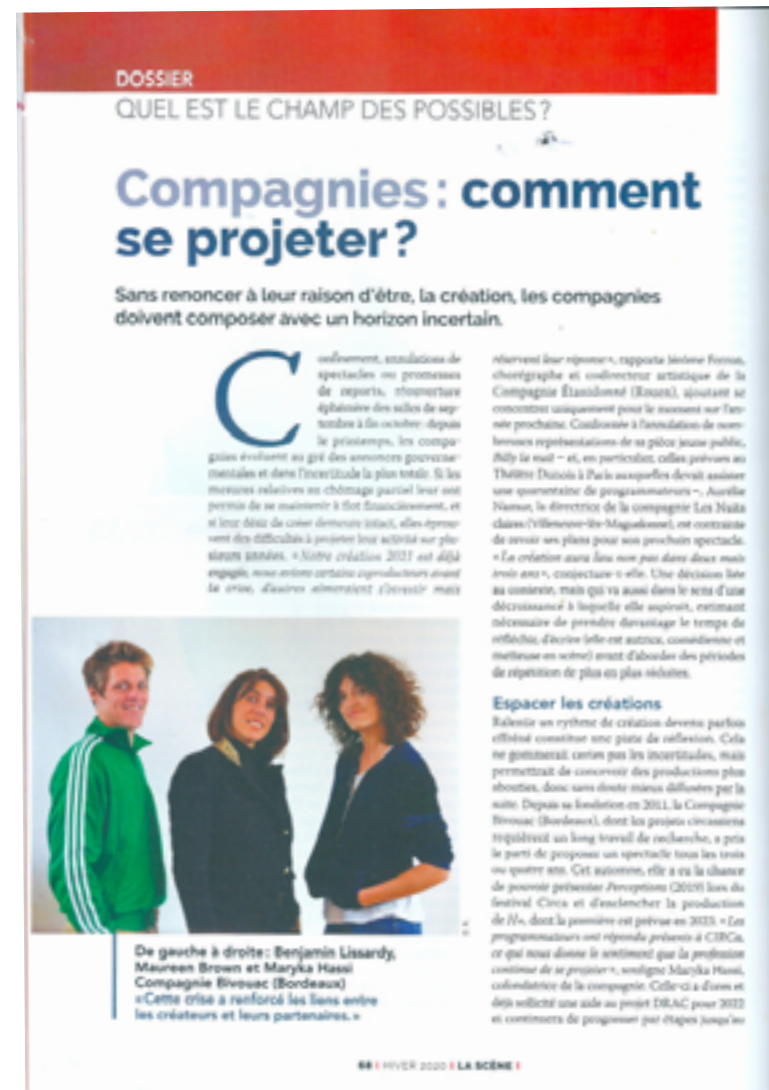 DOSSIER
QUEL EST LE CHAMP DES POSSIBLES ?
Compagnies : comment
se projeter ?
Sans renoncer à leur raison d'être, la création, les compagnies
doivent composer avec un horizon incertain.
Confinement, annulations de
spectacles ou promesses
de reports, réouverture
éphémère des salles de sep-
tembre à fin octobre : depuis
le printemps, les compa-
gnies évoluent au gré des annonces gouverne-
mentales et dans l'incertitude la plus totale. Si les
mesures relatives au chômage partiel leur ont
permis de se maintenir à flot financièrement, et
si leur désir de créer demeure intact, elles éprou-
vent des difficultés à projeter leur activité sur plu-
sieurs années. « Notre création 2021 est déjà
engagée, nous avions certains coproducteurs avant
la crise, d'autres aimeraient s'investir mais
réservent leur réponse », rapporte Jérôme Ferron,
chorégraphe et codirecteur artistique de la
Compagnie Étantdonné (Rouen), ajoutant se
concentrer uniquement pour le moment sur l'an-
née prochaine. Confrontée à l'annulation de nom-
breuses représentations de sa pièce jeune public,
Billy la nuit – et, en particulier, celles prévues au
Théâtre Dunois à Paris auxquelles devait assister
une quarantaine de programmateurs –, Aurélie
Namur, la directrice de la compagnie Les Nuits
claires (Villeneuve-lès-Maguelone), est contrainte
de revoir ses plans pour son prochain spectacle.
« La création aura lieu non pas dans deux mais
trois ans », conjecture-t-elle. Une décision liée
au contexte, mais qui va aussi dans le sens d'une
décroissance à laquelle elle aspirait, estimant
nécessaire de prendre davantage le temps de
réfléchir, d'écrire (elle est autrice, comédienne et
metteuse en scène) avant d'aborder des périodes
de répétition de plus en plus réduites.
Espacer les créations
Ralentir un rythme de création devenu parfois
effréné constitue une piste de réflexion. Cela
ne gommerait certes pas les incertitudes, mais
permettrait de concevoir des productions plus
abouties, donc sans doute mieux diffusées par la
suite. Depuis sa fondation en 2011, la Compagnie
Bivouac (Bordeaux), dont les projets circassiens
requièrent un long travail de recherche, a pris
le parti de proposer un spectacle tous les trois
ou quatre ans. Cet automne, elle a eu la chance
de pouvoir présenter Perceptions (2019) lors du
festival Circa et d'enclencher la production
de dont la première est prévue en 2023. « Les
programmateurs ont répondu présents à CIRCa,
ce qui nous donne le sentiment que la profession
continue de se projeter », souligne Maryka Hassi,
cofondatrice de la compagnie. Celle-ci a d'ores et
déjà sollicité une aide au projet DRAC pour 2022
et continuera de progresser par étapes jusqu'au
De gauche à droite : Benjamin Lissardy,
Maureen Brown et Maryka Hassi
Compagnie Bivouac (Bordeaux)
« Cette crise a renforcé les liens entre
les créateurs et leurs partenaires. »
68 I HIVER 2020 I LA SCÈNE I